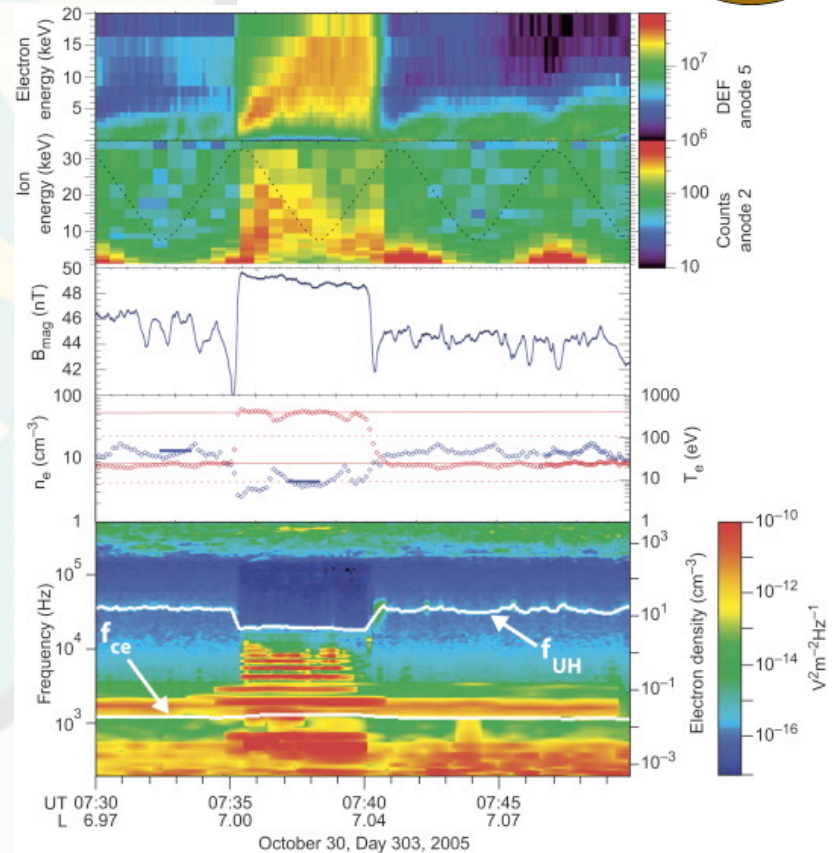 20
15
10
5
Electron
energy (keV)
10⁷
10⁶
DEF
anode 5
30
20
10
Ion
energy (keV)
100
10
Counts
anode 2
50
48
46
44
42
B_mag (nT)
100
10
1
n_e (cm⁻³)
1000
100
10
1
T_e (eV)
10⁵
10⁴
10³
Frequency (Hz)
f_ce
f_UH
10³
10¹
10⁻¹
10⁻³
Electron density (cm⁻³)
10⁻¹⁰
10⁻¹²
10⁻¹⁴
10⁻¹⁶
V²m⁻²Hz⁻¹
UT 07:30 07:35 07:40 07:45
L 6.97 7.00 7.04 7.07
October 30, Day 303, 2005